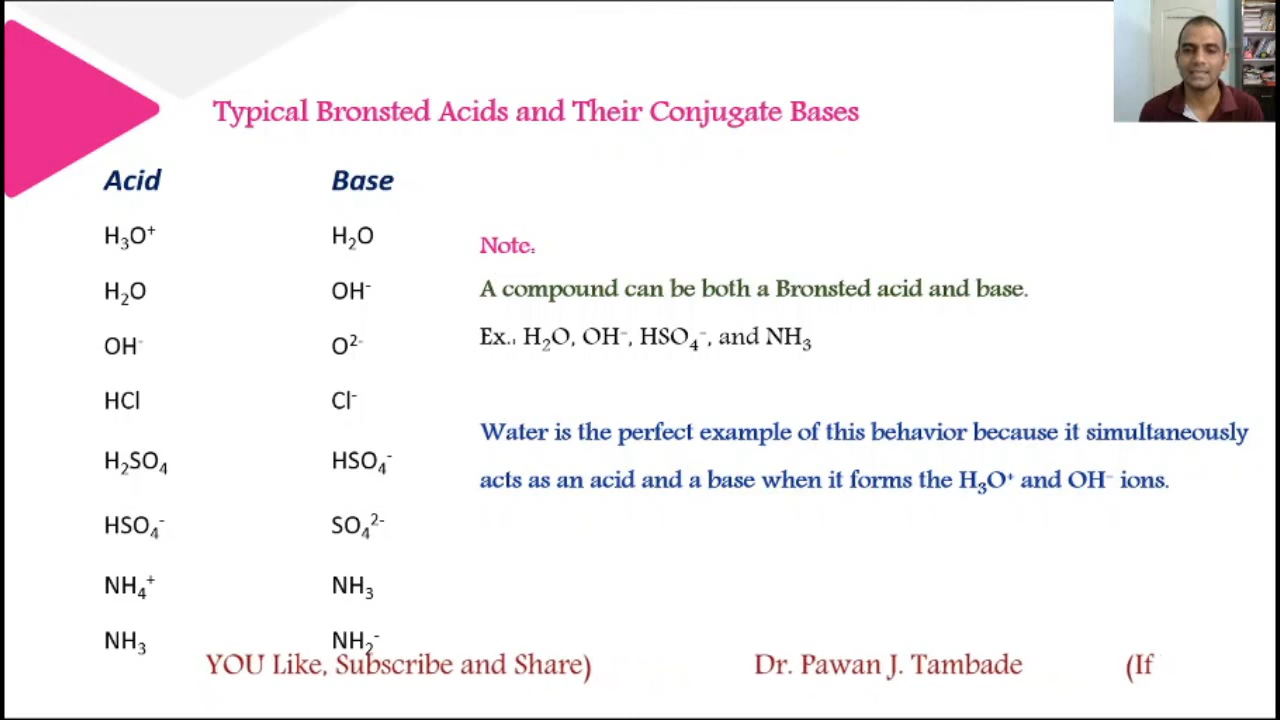 Typical Bronsted Acids and Their Conjugate Bases
Acid Base
H₃O⁺ H₂O
H₂O OH⁻
OH⁻ O²⁻
HCl Cl⁻
H₂SO₄ HSO₄⁻
HSO₄⁻ SO₄²⁻
NH₄⁺ NH₃
NH₃ NH₂⁻
Note:
A compound can be both a Bronsted acid and base.
Ex.: H₂O, OH⁻, HSO₄⁻, and NH₃
Water is the perfect example of this behavior because it simultaneously
acts as an acid and a base when it forms the H₃O⁺ and OH⁻ ions.
YOU Like, Subscribe and Share) Dr. Pawan J. Tambade (If